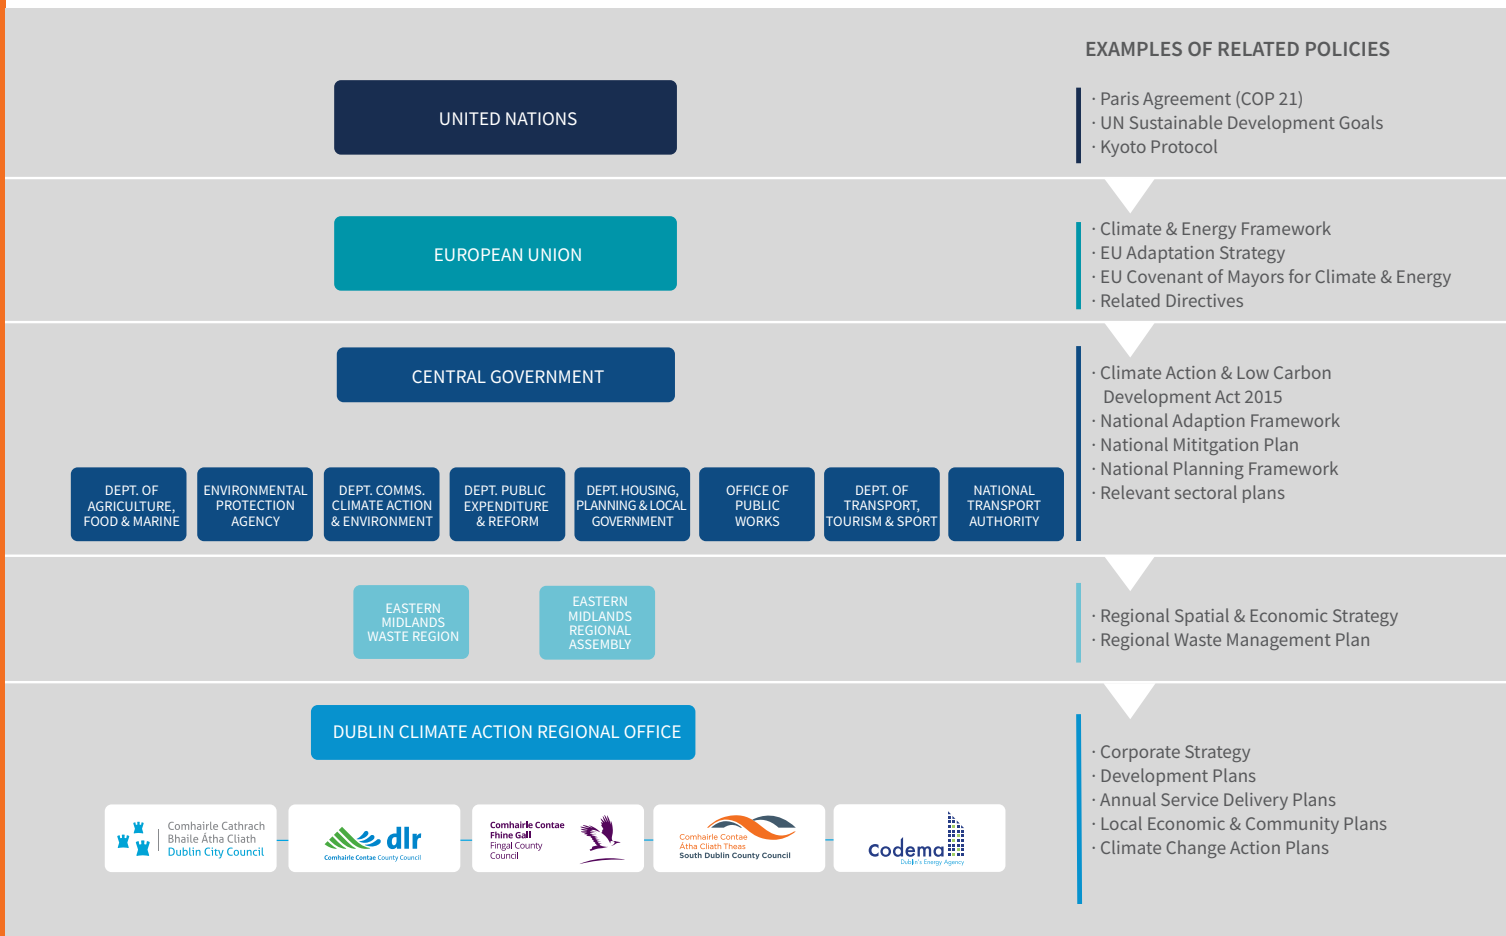 EXAMPLES OF RELATED POLICIES
UNITED NATIONS
· Paris Agreement (COP 21)
· UN Sustainable Development Goals
· Kyoto Protocol
EUROPEAN UNION
· Climate & Energy Framework
· EU Adaptation Strategy
· EU Covenant of Mayors for Climate & Energy
· Related Directives
CENTRAL GOVERNMENT
DEPT. OF
AGRICULTURE,
FOOD & MARINE
ENVIRONMENTAL
PROTECTION
AGENCY
DEPT. COMMS.
CLIMATE ACTION
& ENVIRONMENT
DEPT. PUBLIC
EXPENDITURE
& REFORM
DEPT. HOUSING,
PLANNING & LOCAL
GOVERNMENT
OFFICE OF
PUBLIC
WORKS
DEPT. OF
TRANSPORT,
TOURISM & SPORT
NATIONAL
TRANSPORT
AUTHORITY
· Climate Action & Low Carbon
Development Act 2015
· National Adaption Framework
· National Mititgation Plan
· National Planning Framework
· Relevant sectoral plans
EASTERN
MIDLANDS
WASTE REGION
EASTERN
MIDLANDS
REGIONAL
ASSEMBLY
· Regional Spatial & Economic Strategy
· Regional Waste Management Plan
DUBLIN CLIMATE ACTION REGIONAL OFFICE
Comhairle Cathrach
Bhaile Átha Cliath
Dublin City Council
dlr
Comhairle Contae County Council
Comhairle Contae
Fhine Gall
Fingal County
Council
Comhairle Contae
Átha Cliath Theas
South Dublin County Council
codema
Dublin's Energy Agency
· Corporate Strategy
· Development Plans
· Annual Service Delivery Plans
· Local Economic & Community Plans
· Climate Change Action Plans